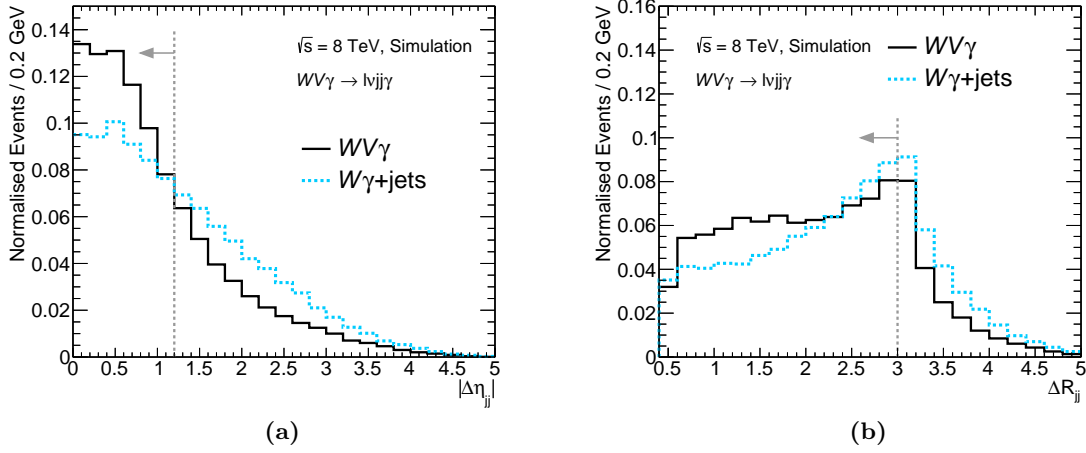 Normalised Events / 0.2 GeV
0.14
0.12
0.1
0.08
0.06
0.04
0.02
0
√s = 8 TeV, Simulation
WVγ → lνjjγ
WVγ
Wγ+jets
0 0.5 1 1.5 2 2.5 3 3.5 4 4.5 5
|Δη_jj|
(a)
Normalised Events / 0.2 GeV
0.16
0.14
0.12
0.1
0.08
0.06
0.04
0.02
0
√s = 8 TeV, Simulation
WVγ → lνjjγ
WVγ
Wγ+jets
0.5 1 1.5 2 2.5 3 3.5 4 4.5 5
ΔR_jj
(b)